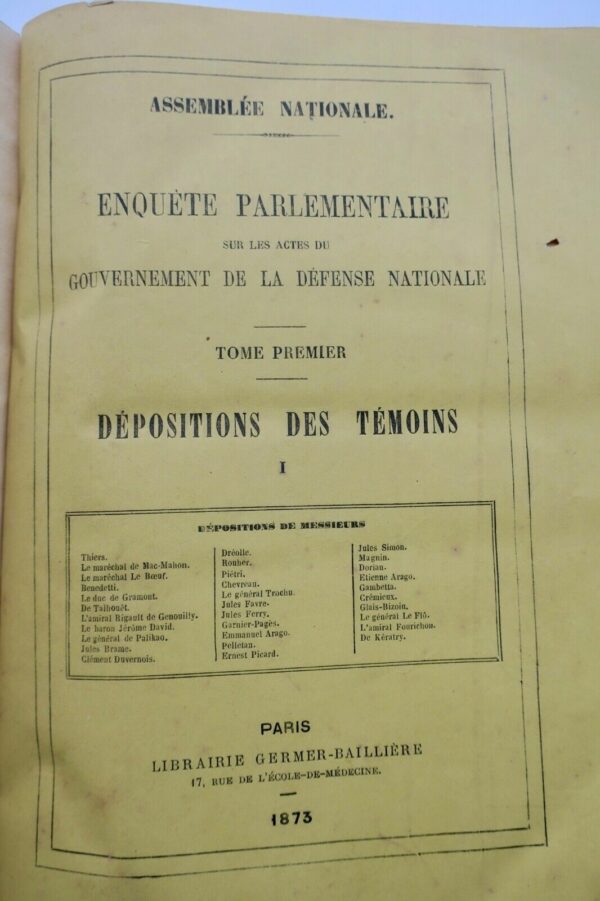 ASSEMBLÉE NATIONALE.
ENQUÊTE PARLEMENTAIRE
SUR LES ACTES DU
GOUVERNEMENT DE LA DÉFENSE NATIONALE
TOME PREMIER
DÉPOSITIONS DES TÉMOINS
I
DÉPOSITIONS DE MESSIEURS
Thiers.
Le maréchal de Mac-Mahon.
Le maréchal Le Bœuf.
Benedetti.
Le duc de Gramont.
De Talhouët.
L'amiral Rigault de Genouilly.
Le baron Jérôme David.
Le général de Palikao.
Jules Brame.
Clément Duvernois.
Dréolle.
Rouher.
Piétri.
Chevreau.
Le général Trochu.
Jules Favre.
Jules Ferry.
Garnier-Pagès.
Emmanuel Arago.
Pelletan.
Ernest Picard.
Jules Simon.
Magnin.
Dorian.
Etienne Arago.
Gambetta.
Crémieux.
Glais-Bizoin.
Le général Le Flô.
L'amiral Fourichon.
De Kératry.
PARIS
LIBRAIRIE GERMER-BAILLIÈRE
17, RUE DE L'ÉCOLE-DE-MÉDECINE.
1873